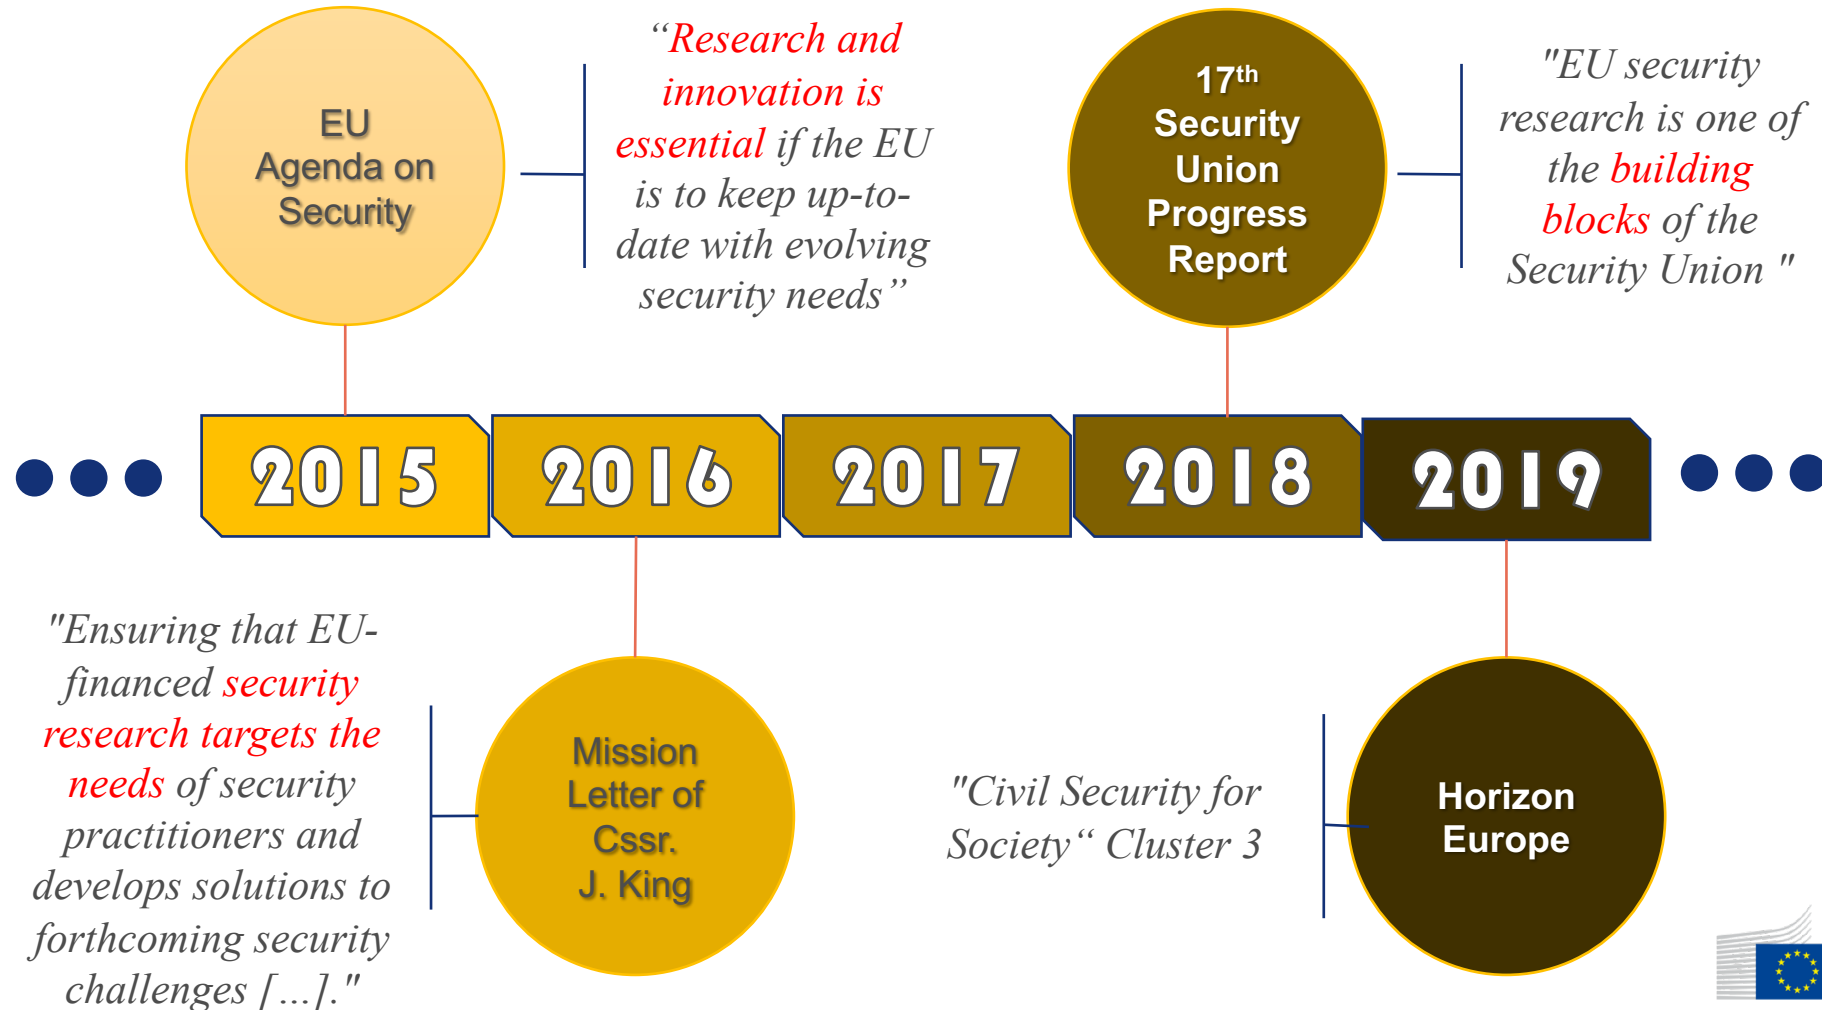 EU
Agenda on
Security
“Research and
innovation is
essential if the EU
is to keep up-to-
date with evolving
security needs”
17th
Security
Union
Progress
Report
"EU security
research is one of
the building
blocks of the
Security Union "
2015
2016
2017
2018
2019
"Ensuring that EU-
financed security
research targets the
needs of security
practitioners and
develops solutions to
forthcoming security
challenges […]."
Mission
Letter of
Cssr.
J. King
"Civil Security for
Society“ Cluster 3
Horizon
Europe